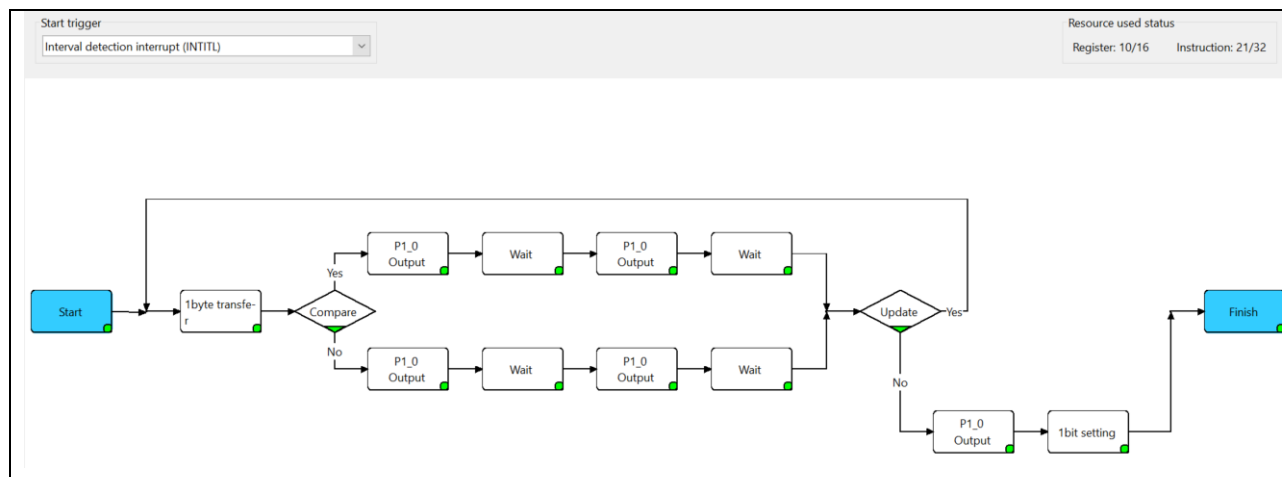 Start trigger
Resource used status
Interval detection interrupt (INTITL)
Register: 10/16 Instruction: 21/32
P1_0
Output
Wait
P1_0
Output
Wait
Yes
Start
1byte transfe-
r
Compare
Update
Yes
Finish
No
P1_0
Output
Wait
P1_0
Output
Wait
No
P1_0
Output
1bit setting